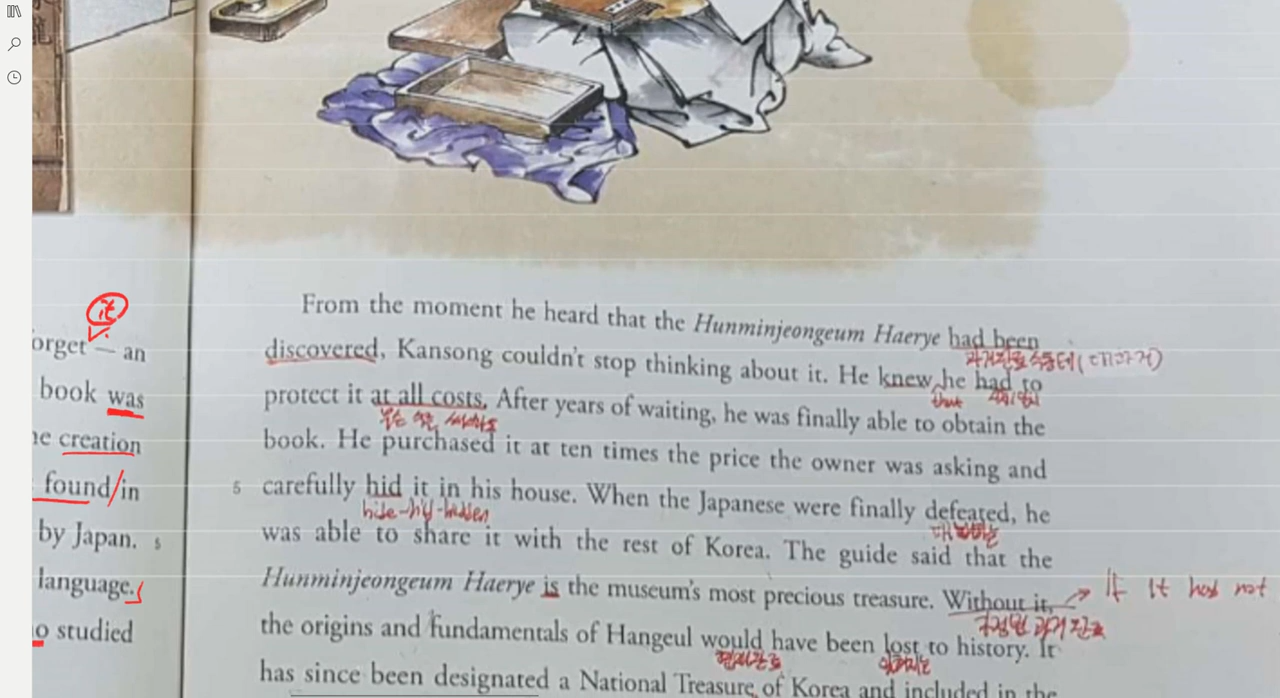 it
orget — an
book was
he creation
found/in
by Japan. 5
language.
o studied
From the moment he heard that the Hunminjeongeum Haerye had been
discovered, Kansong couldn't stop thinking about it. He knew he had to
that
protect it at all costs. After years of waiting, he was finally able to obtain the
book. He purchased it at ten times the price the owner was asking and
5 carefully hid it in his house. When the Japanese were finally defeated, he
hide-hid-hidden
was able to share it with the rest of Korea. The guide said that the
Hunminjeongeum Haerye is the museum's most precious treasure. Without it, → If it had not
the origins and fundamentals of Hangeul would have been lost to history. It
has since been designated a National Treasure of Korea and included in the